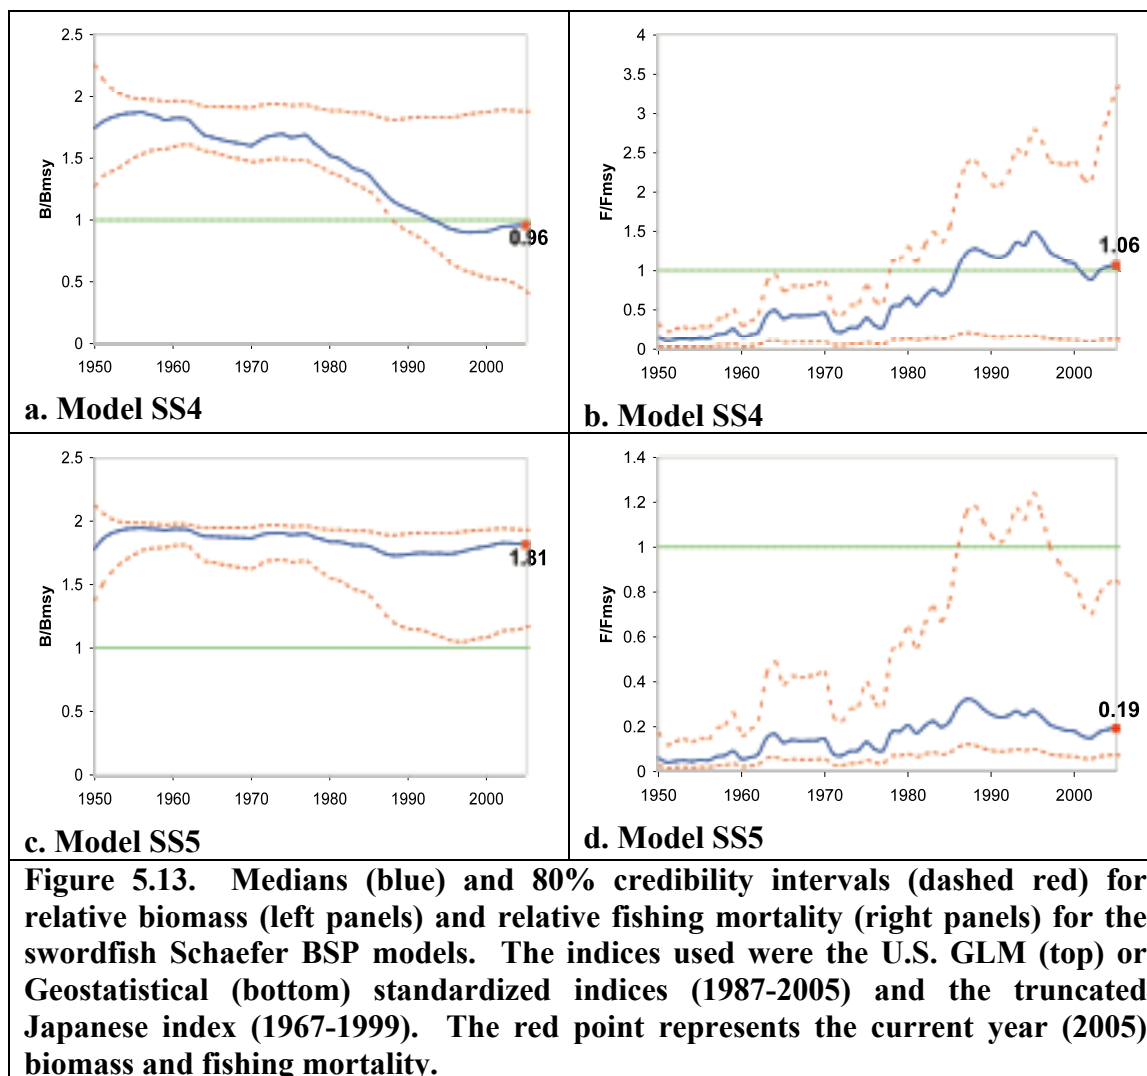 2.5
2
1.5
1
0.5
0
B/Bmsy
0.96
1950 1960 1970 1980 1990 2000
a. Model SS4
4
3.5
3
2.5
2
1.5
1
0.5
0
F/Fmsy
1.06
1950 1960 1970 1980 1990 2000
b. Model SS4
2.5
2
1.5
1
0.5
0
B/Bmsy
1.81
1950 1960 1970 1980 1990 2000
c. Model SS5
1.4
1.2
1
0.8
0.6
0.4
0.2
0
F/Fmsy
0.19
1950 1960 1970 1980 1990 2000
d. Model SS5
Figure 5.13. Medians (blue) and 80% credibility intervals (dashed red) for
relative biomass (left panels) and relative fishing mortality (right panels) for the
swordfish Schaefer BSP models. The indices used were the U.S. GLM (top) or
Geostatistical (bottom) standardized indices (1987-2005) and the truncated
Japanese index (1967-1999). The red point represents the current year (2005)
biomass and fishing mortality.